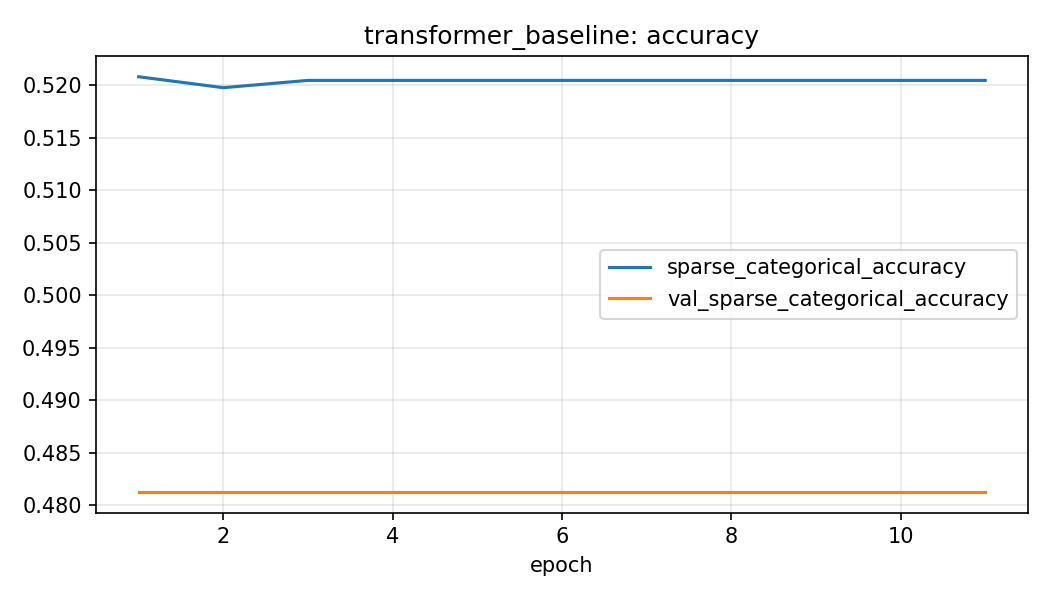 transformer_baseline: accuracy
0.520
0.515
0.510
0.505
0.500
0.495
0.490
0.485
0.480
sparse_categorical_accuracy
val_sparse_categorical_accuracy
2 4 6 8 10
epoch